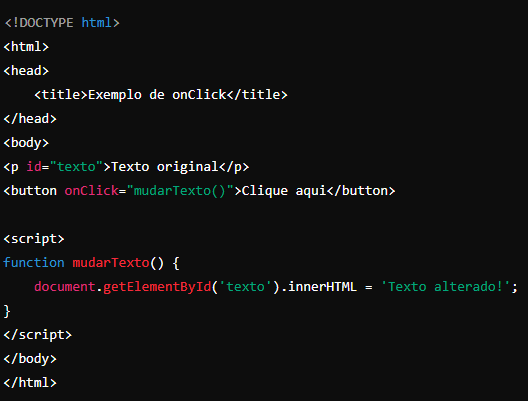 <!DOCTYPE html>
<html>
<head>
    <title>Exemplo de onClick</title>
</head>
<body>
<p id="texto">Texto original</p>
<button onClick="mudarTexto()">Clique aqui</button>

<script>
function mudarTexto() {
    document.getElementById('texto').innerHTML = 'Texto alterado!';
}
</script>
</body>
</html>